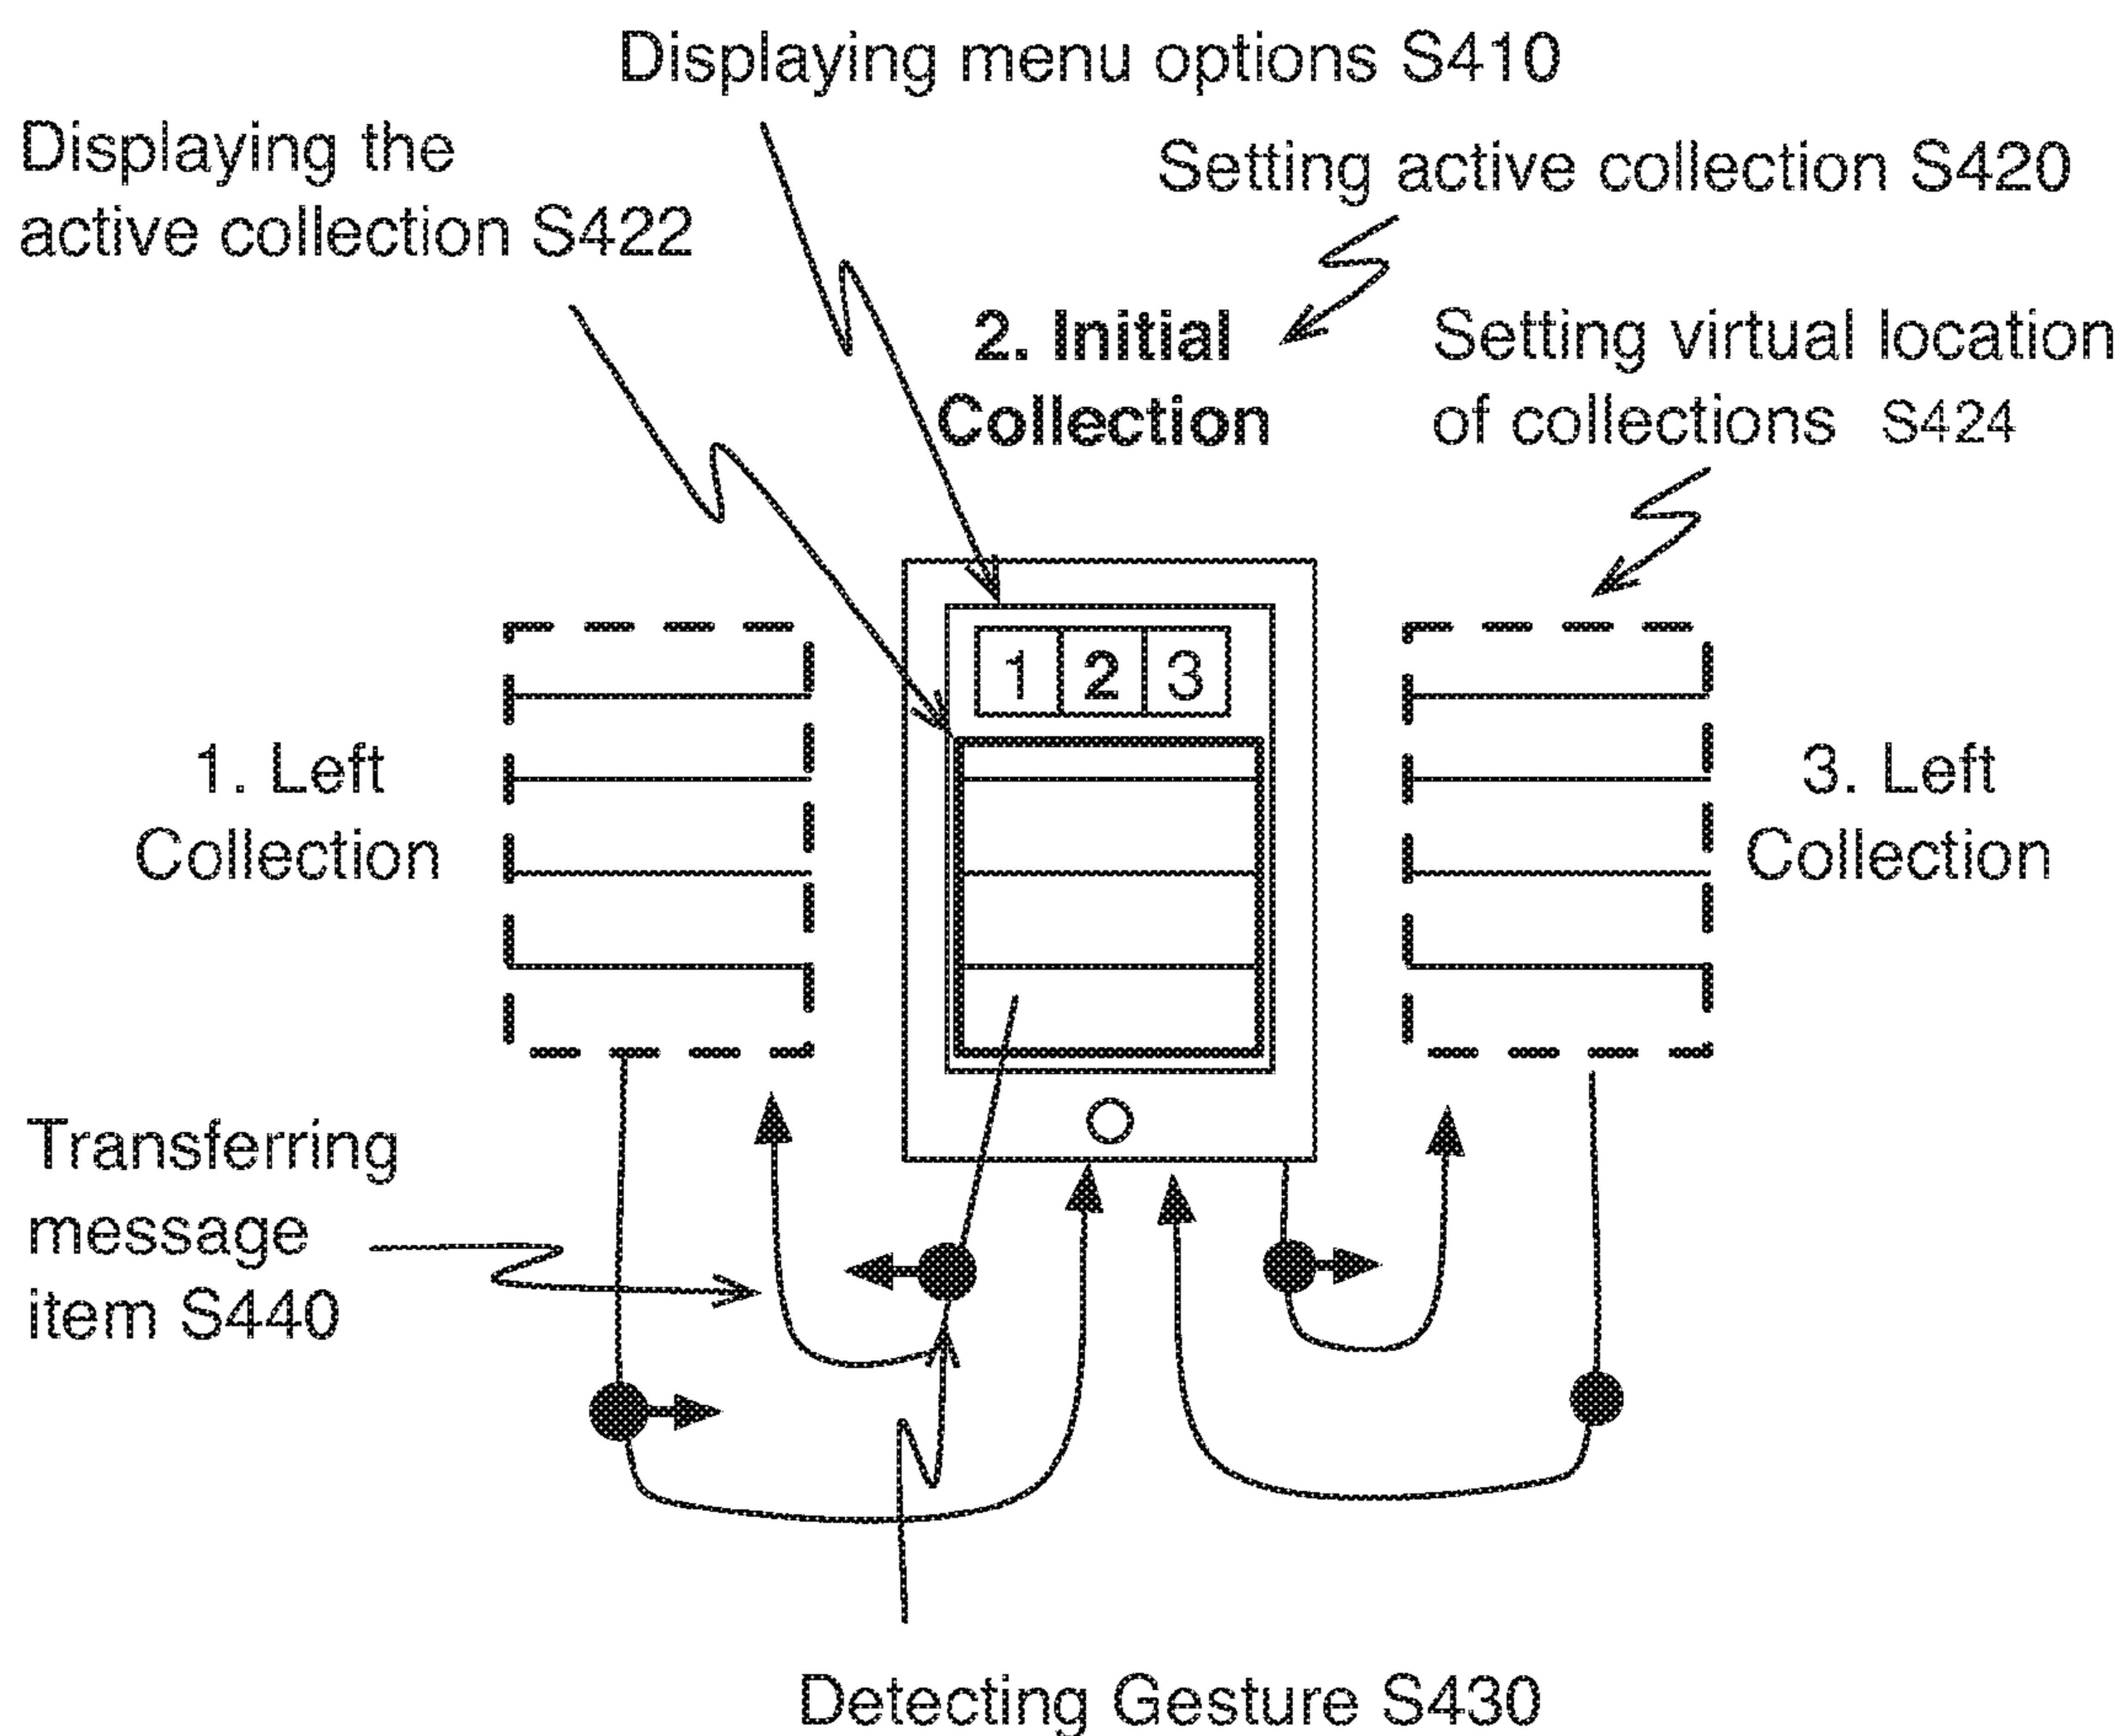 Displaying menu options S410
Displaying the
active collection S422
Setting active collection S420
2. Initial
Collection
Setting virtual location
of collections S424
1 2 3
1. Left
Collection
3. Left
Collection
Transferring
message
item S440
Detecting Gesture S430